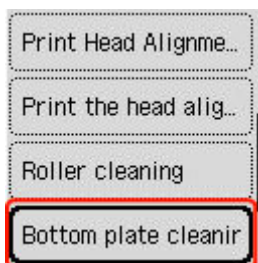 Print Head Alignme...
Print the head alig...
Roller cleaning
Bottom plate cleanir